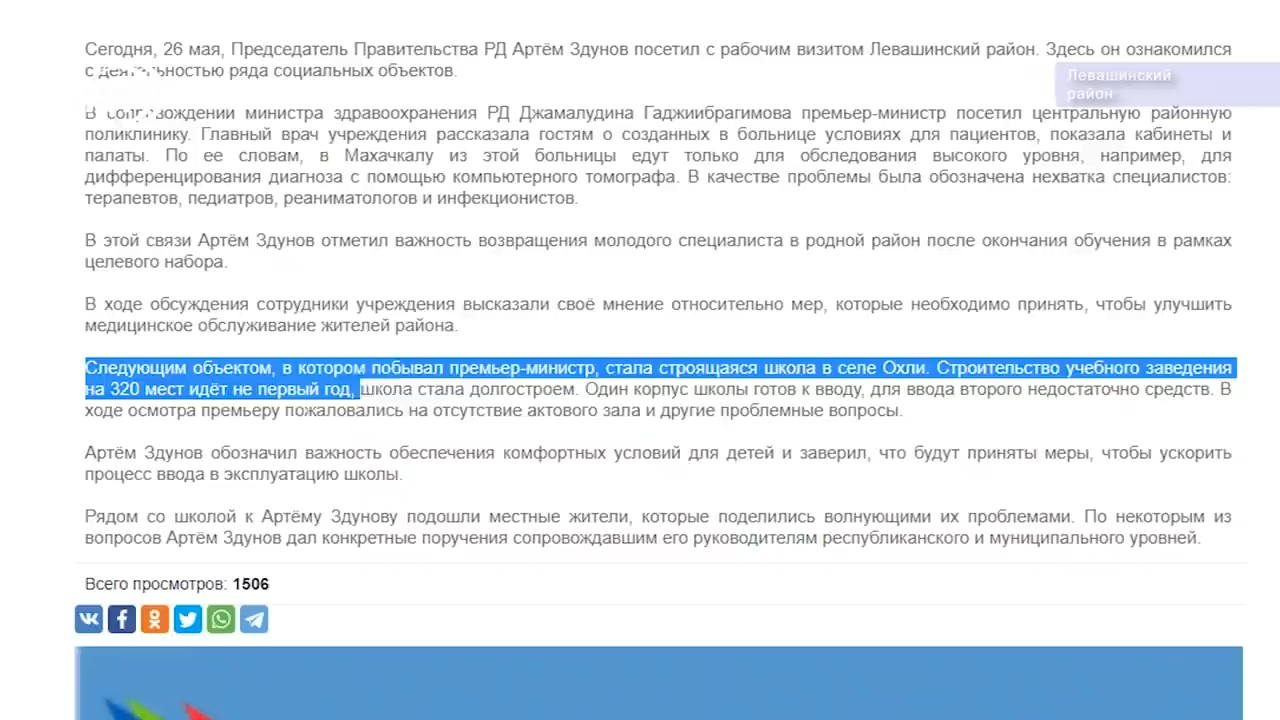 Сегодня, 26 мая, Председатель Правительства РД Артём Здунов посетил с рабочим визитом Левашинский район. Здесь он ознакомился
с деятельностью ряда социальных объектов.
Левашинский
район
В сопровождении министра здравоохранения РД Джамалудина Гаджиибрагимова премьер-министр посетил центральную районную
поликлинику. Главный врач учреждения рассказала гостям о созданных в больнице условиях для пациентов, показала кабинеты и
палаты. По ее словам, в Махачкалу из этой больницы едут только для обследования высокого уровня, например, для
дифференцирования диагноза с помощью компьютерного томографа. В качестве проблемы была обозначена нехватка специалистов:
терапевтов, педиатров, реаниматологов и инфекционистов.
В этой связи Артём Здунов отметил важность возвращения молодого специалиста в родной район после окончания обучения в рамках
целевого набора.
В ходе обсуждения сотрудники учреждения высказали своё мнение относительно мер, которые необходимо принять, чтобы улучшить
медицинское обслуживание жителей района.
Следующим объектом, в котором побывал премьер-министр, стала строящаяся школа в селе Охли. Строительство учебного заведения
на 320 мест идёт не первый год, школа стала долгостроем. Один корпус школы готов к вводу, для ввода второго недостаточно средств. В
ходе осмотра премьеру пожаловались на отсутствие актового зала и другие проблемные вопросы.
Артём Здунов обозначил важность обеспечения комфортных условий для детей и заверил, что будут приняты меры, чтобы ускорить
процесс ввода в эксплуатацию школы.
Рядом со школой к Артёму Здунову подошли местные жители, которые поделились волнующими их проблемами. По некоторым из
вопросов Артём Здунов дал конкретные поручения сопровождавшим его руководителям республиканского и муниципального уровней.
Всего просмотров: 1506